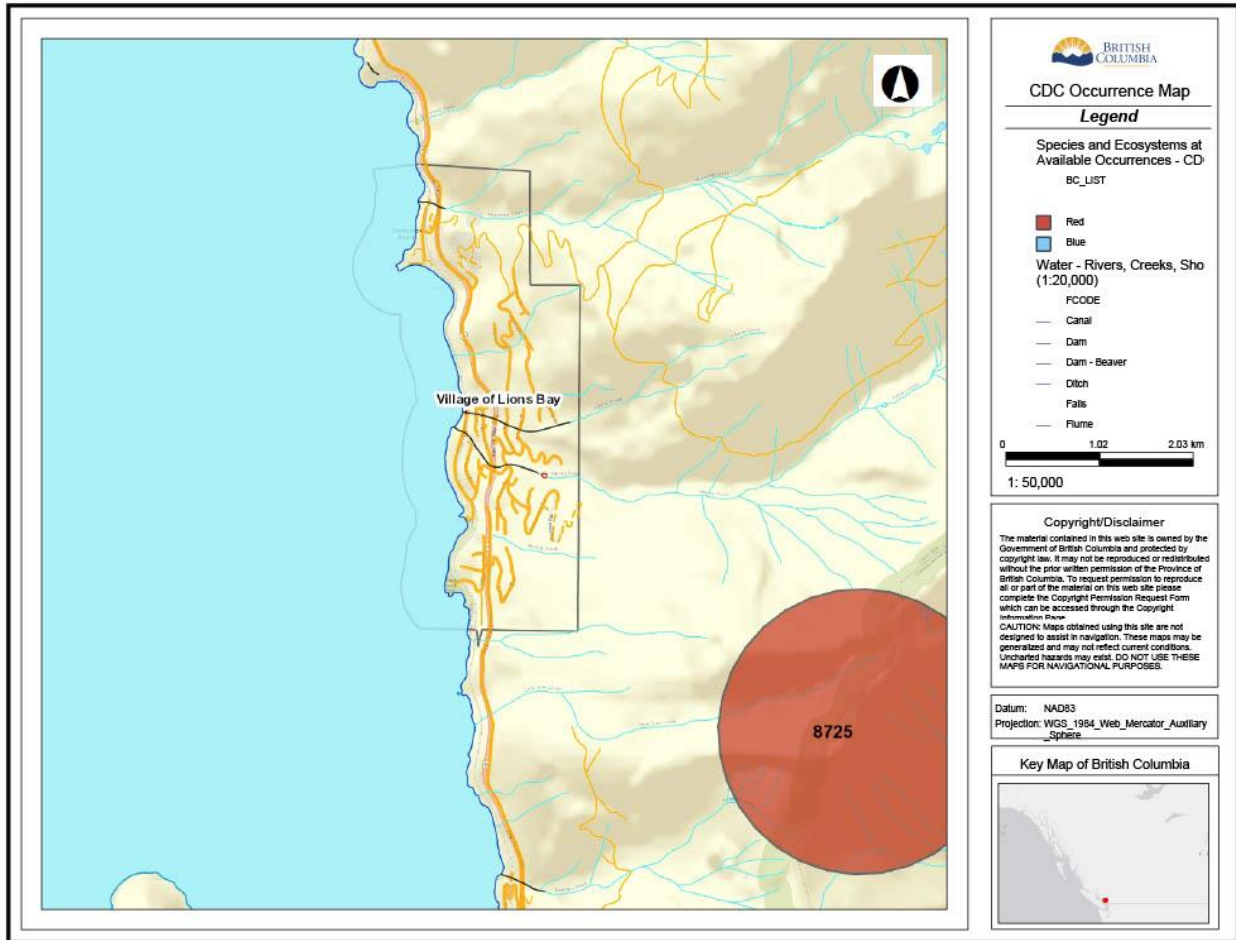 Village of Lions Bay
8725
BRITISH
COLUMBIA
CDC Occurrence Map
Legend
Species and Ecosystems at
Available Occurrences - CD
BC_LIST
Red
Blue
Water - Rivers, Creeks, Sho
(1:20,000)
FCODE
Canal
Dam
Dam - Beaver
Ditch
Falls
Flume
0 1.02 2.03 km
1: 50,000
Copyright/Disclaimer
The material contained in this web site is owned by the
Government of British Columbia and protected by
copyright law. It may not be reproduced or redistributed
without the prior written permission of the Province of
British Columbia. To request permission to reproduce
all or part of the material on this web site please
complete the Copyright Permission Request Form
which can be accessed through the Copyright
Information Page
CAUTION: Maps obtained using this site are not
designed to assist in navigation. These maps may be
generalized and may not reflect current conditions.
Uncharted hazards may exist. DO NOT USE THESE
MAPS FOR NAVIGATIONAL PURPOSES.
Datum: NAD83
Projection: WGS_1984_Web_Mercator_Auxiliary
_Sphere
Key Map of British Columbia